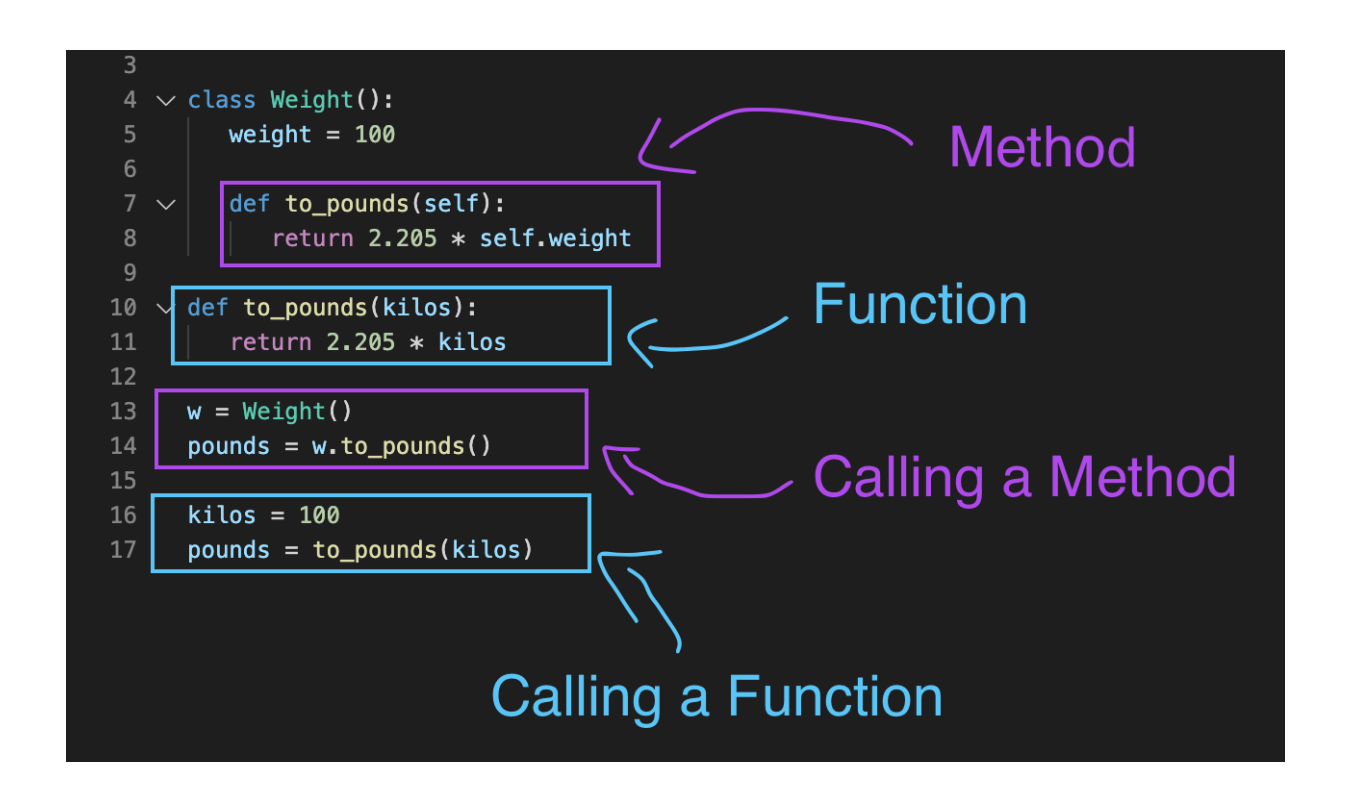 3
4 class Weight():
5 weight = 100
Method
6
7 def to_pounds(self):
8 return 2.205 * self.weight
9
10 def to_pounds(kilos):
Function
11 return 2.205 * kilos
12
13 w = Weight()
14 pounds = w.to_pounds()
Calling a Method
15
16 kilos = 100
17 pounds = to_pounds(kilos)
Calling a Function